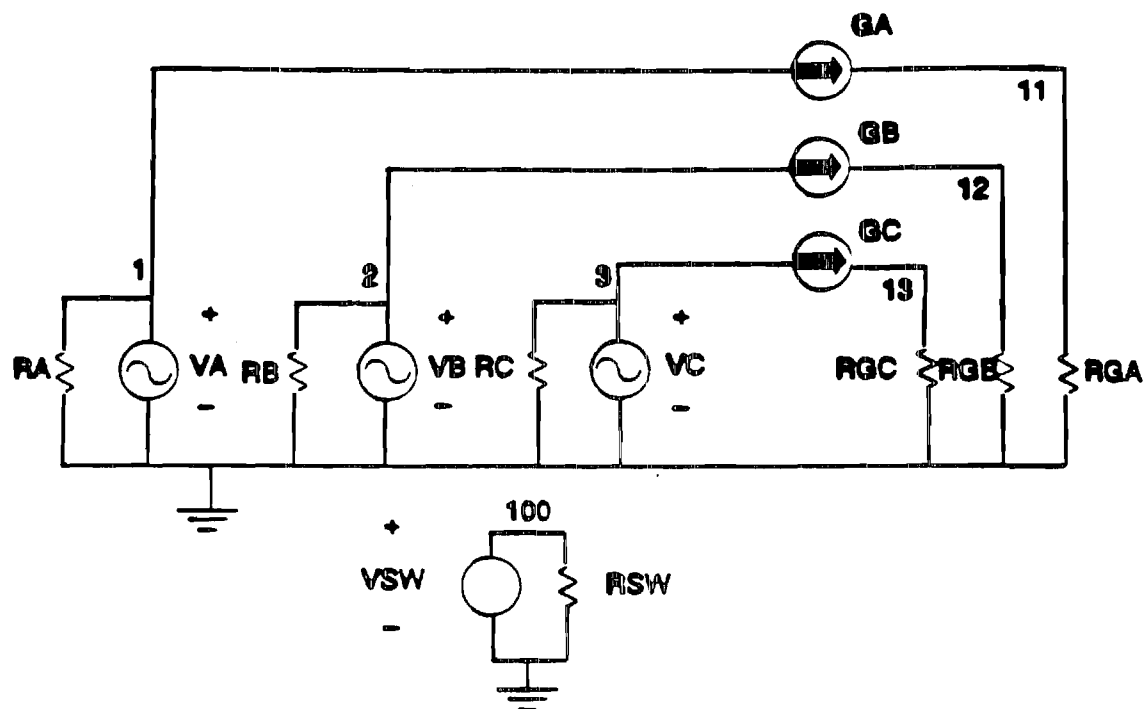 GA
11
GB
12
GC
1 2 3 13
+ + +
RA VA RB VB RC VC RGC RGB RGA
- - -
100
+
VSW RSW
-